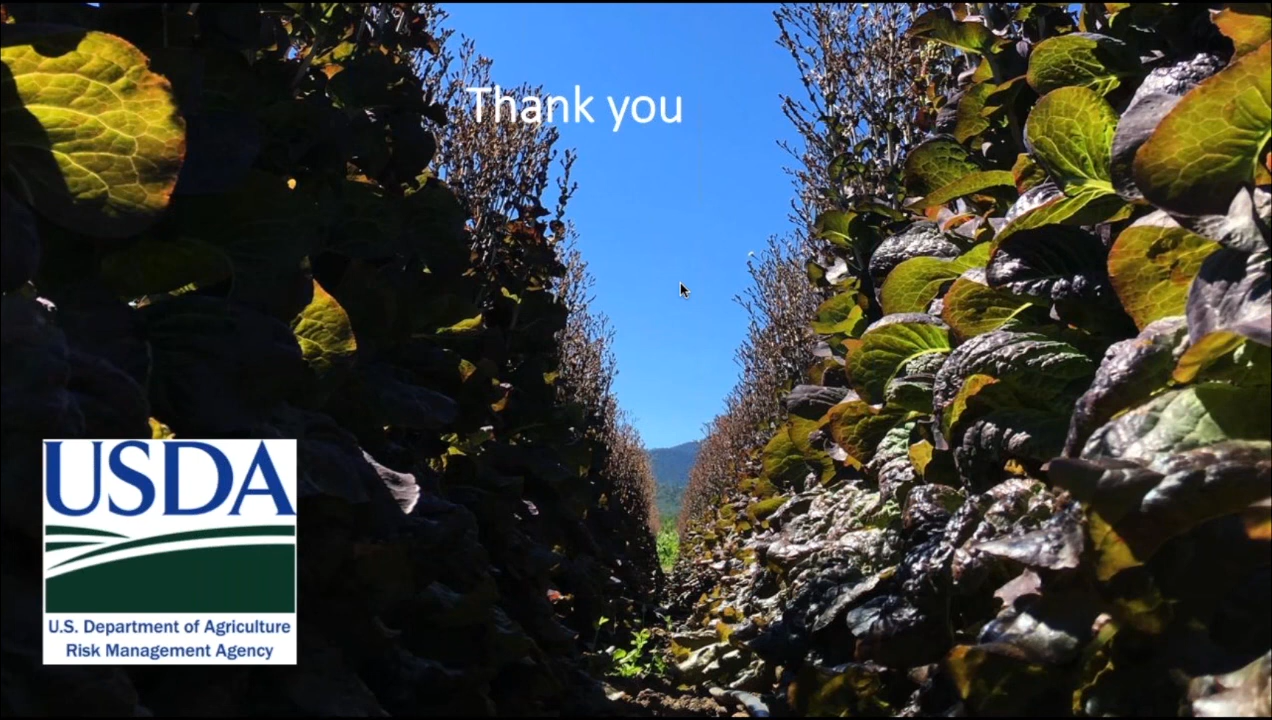 Thank you
USDA
U.S. Department of Agriculture
Risk Management Agency